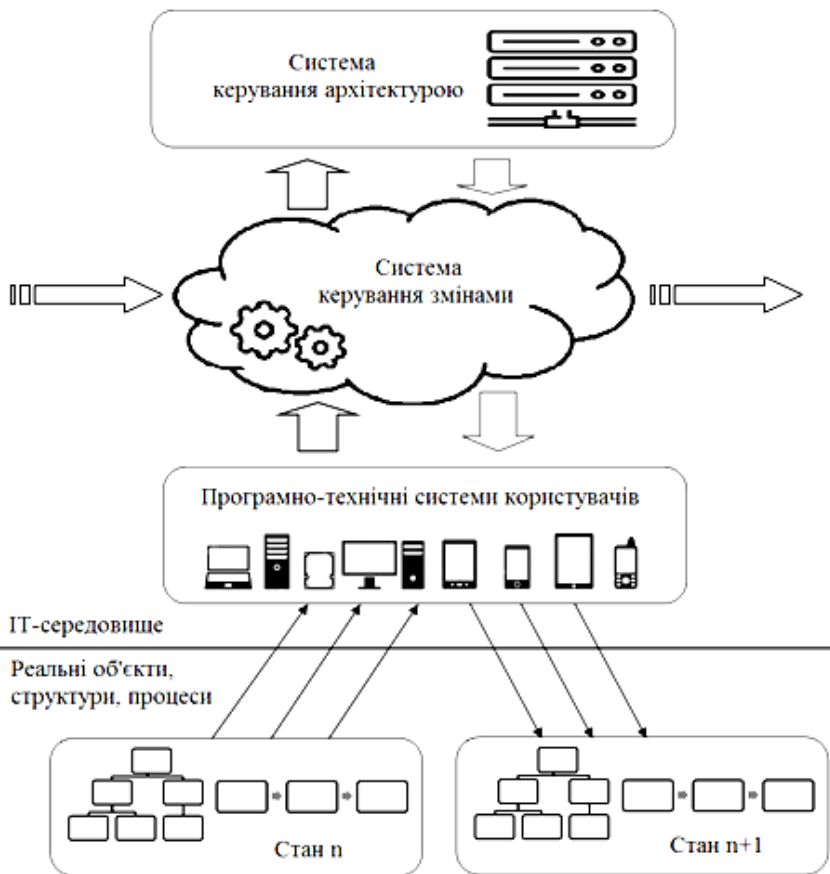 Система
керування архітектурою
Система
керування змінами
Програмно-технічні системи користувачів
ІТ-середовище
Реальні об'єкти,
структури, процеси
Стан n
Стан n+1